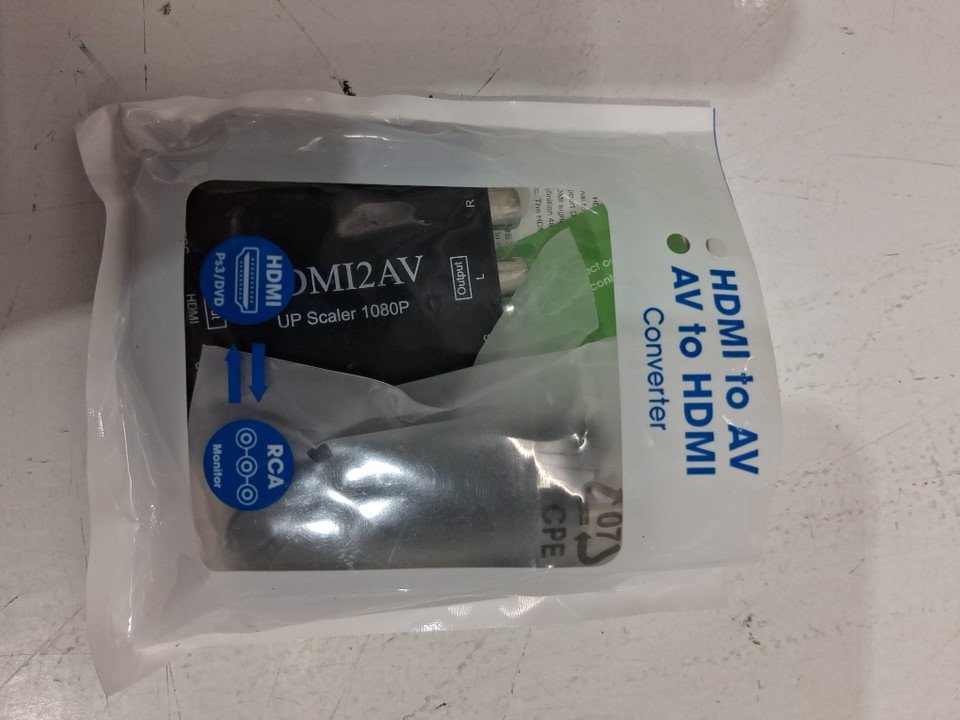 HDMI to AV
AV to HDMI
Converter
HDMI
Ps3/DVD
RCA
Monitor
HDMI
DMI2AV
UP Scaler 1080P
Output
R
L
07
CPE